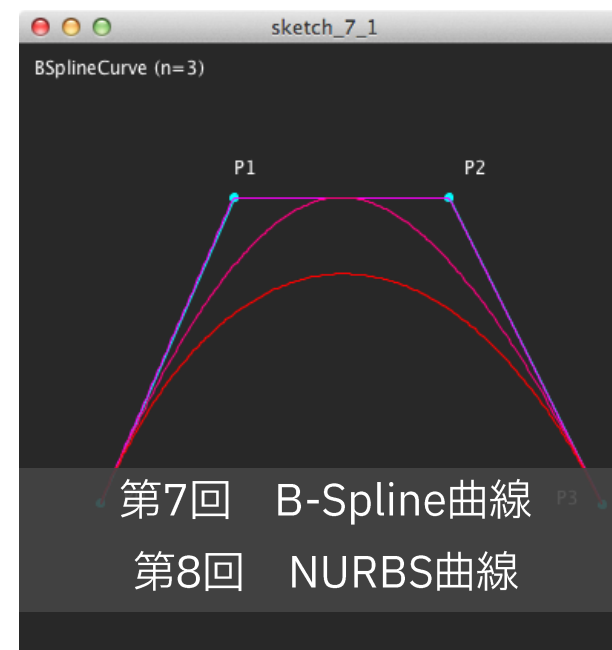 sketch_7_1
BSplineCurve (n=3)
P1
P2
第7回　B-Spline曲線
P3
第8回　NURBS曲線